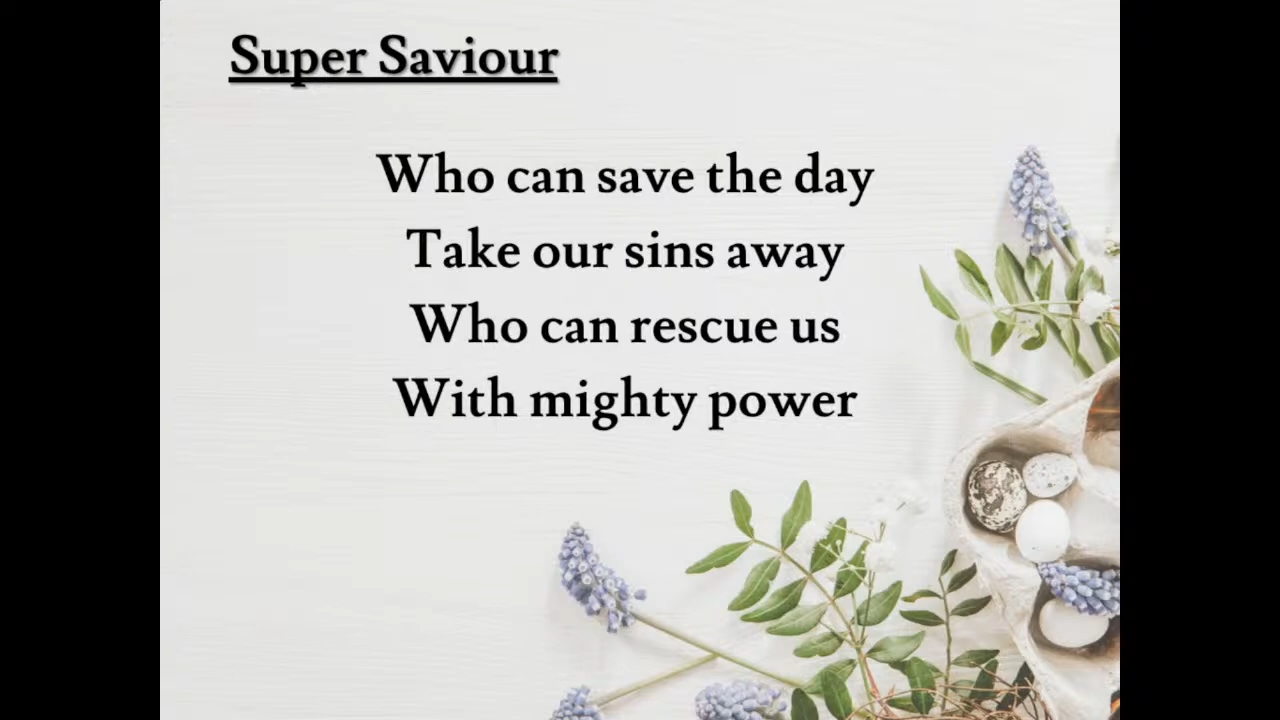 Super Saviour
Who can save the day
Take our sins away
Who can rescue us
With mighty power